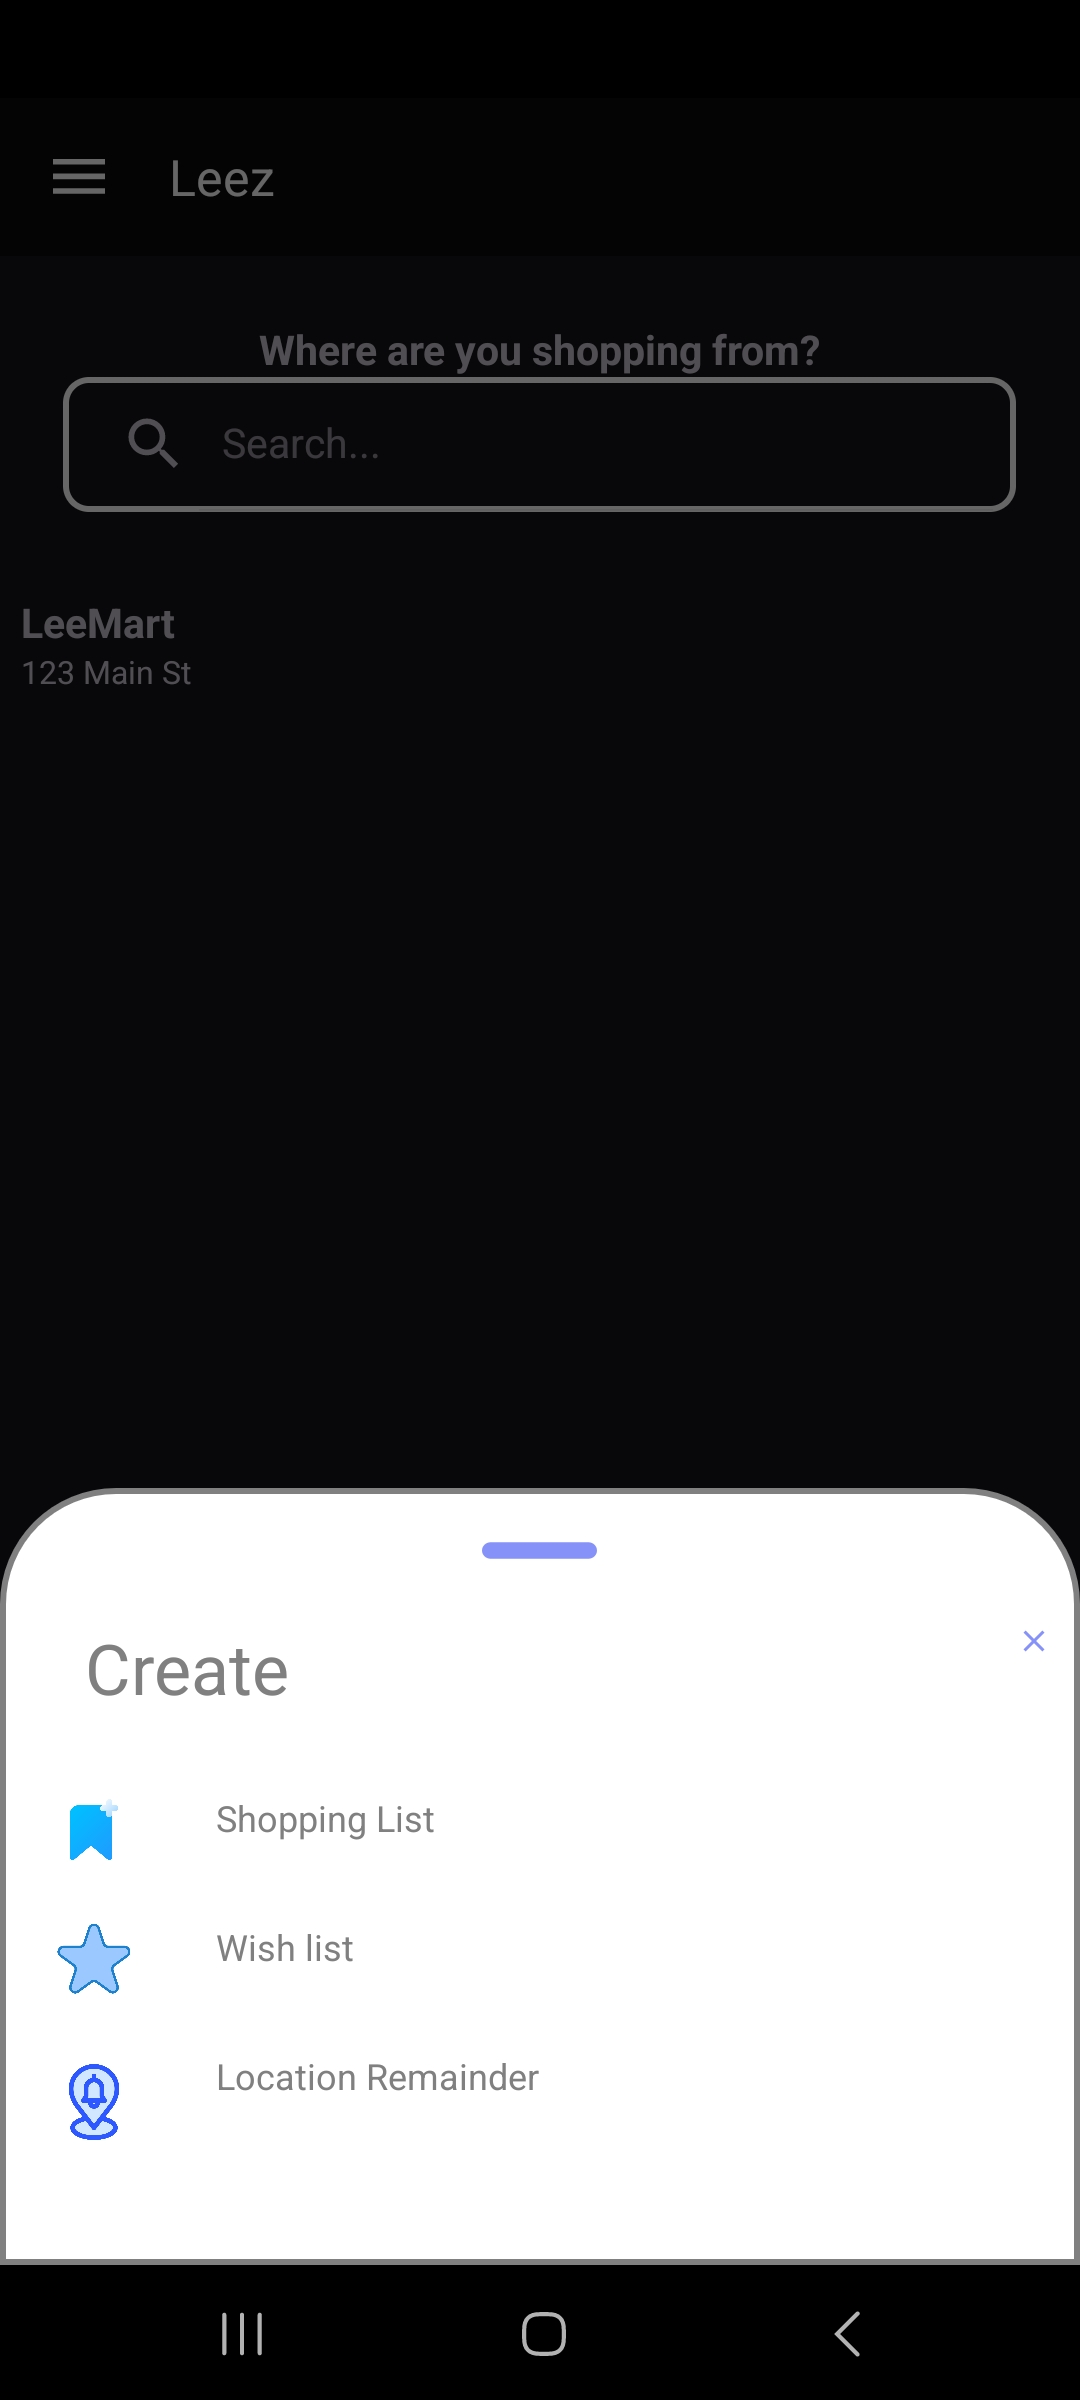 Leez
Where are you shopping from?
Search...
LeeMart
123 Main St
Create
Shopping List
Wish list
Location Remainder